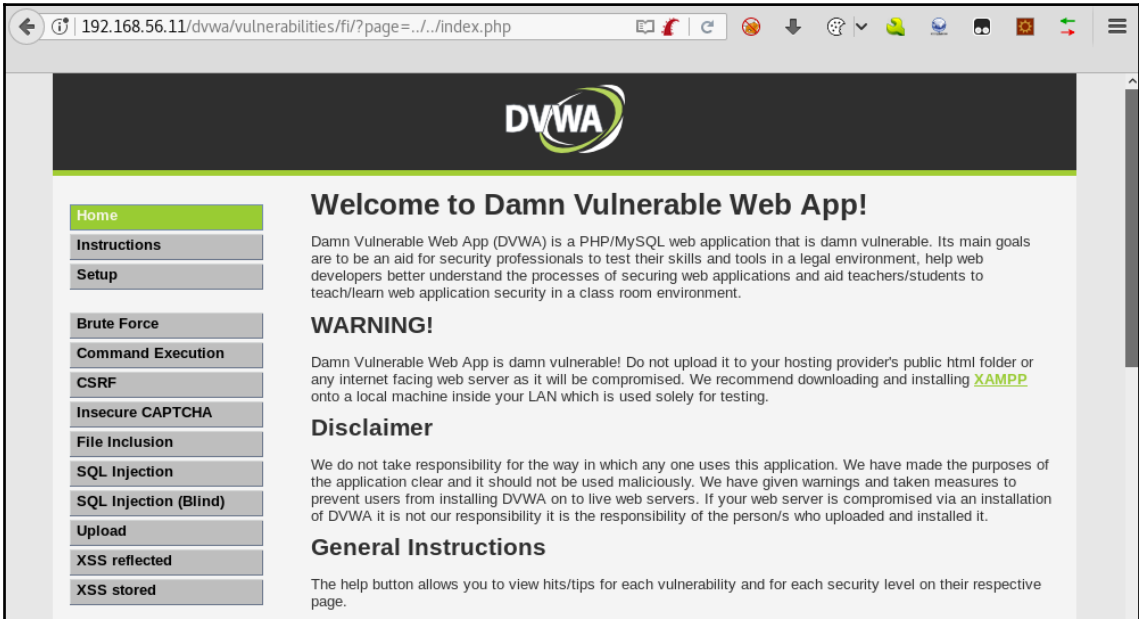 192.168.56.11/dvwa/vulnerabilities/fi/?page=../../index.php
DVWA
Home
Instructions
Setup
Brute Force
Command Execution
CSRF
Insecure CAPTCHA
File Inclusion
SQL Injection
SQL Injection (Blind)
Upload
XSS reflected
XSS stored
Welcome to Damn Vulnerable Web App!
Damn Vulnerable Web App (DVWA) is a PHP/MySQL web application that is damn vulnerable. Its main goals
are to be an aid for security professionals to test their skills and tools in a legal environment, help web
developers better understand the processes of securing web applications and aid teachers/students to
teach/learn web application security in a class room environment.
WARNING!
Damn Vulnerable Web App is damn vulnerable! Do not upload it to your hosting provider's public html folder or
any internet facing web server as it will be compromised. We recommend downloading and installing XAMPP
onto a local machine inside your LAN which is used solely for testing.
Disclaimer
We do not take responsibility for the way in which any one uses this application. We have made the purposes of
the application clear and it should not be used maliciously. We have given warnings and taken measures to
prevent users from installing DVWA on to live web servers. If your web server is compromised via an installation
of DVWA it is not our responsibility it is the responsibility of the person/s who uploaded and installed it.
General Instructions
The help button allows you to view hits/tips for each vulnerability and for each security level on their respective
page.